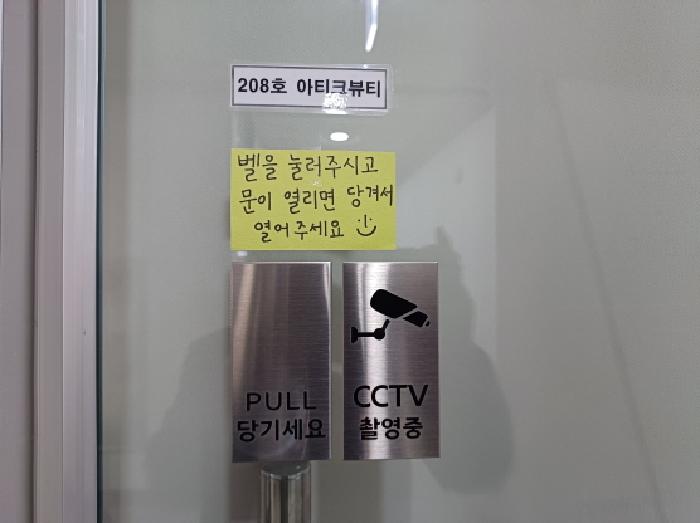 208호 아티크뷰티
벨을 눌러주시고
문이 열리면 당겨서
열어주세요
PULL
당기세요
CCTV
촬영중